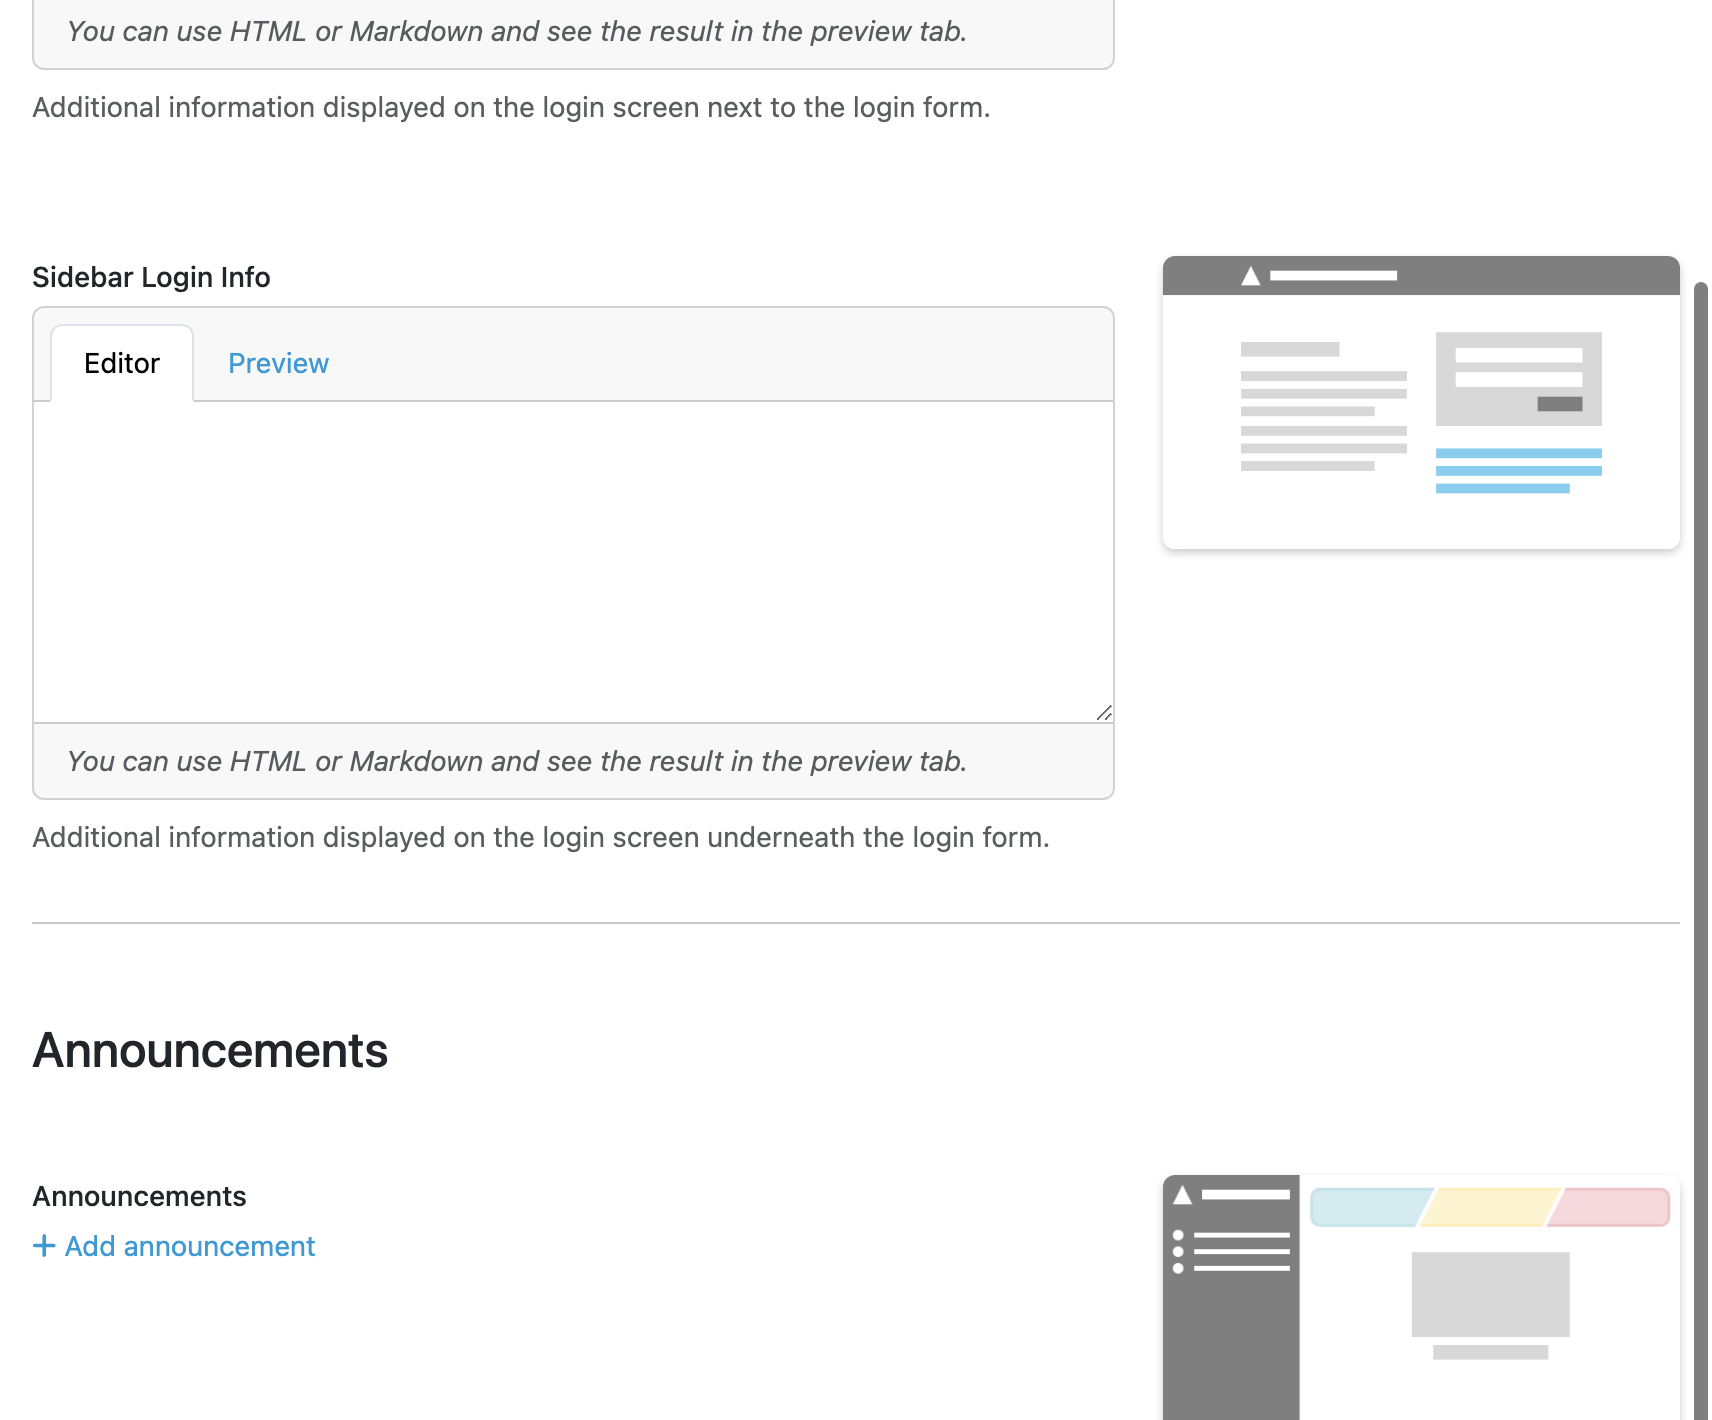 You can use HTML or Markdown and see the result in the preview tab.
Additional information displayed on the login screen next to the login form.
Sidebar Login Info
Editor Preview
You can use HTML or Markdown and see the result in the preview tab.
Additional information displayed on the login screen underneath the login form.
Announcements
Announcements
+ Add announcement